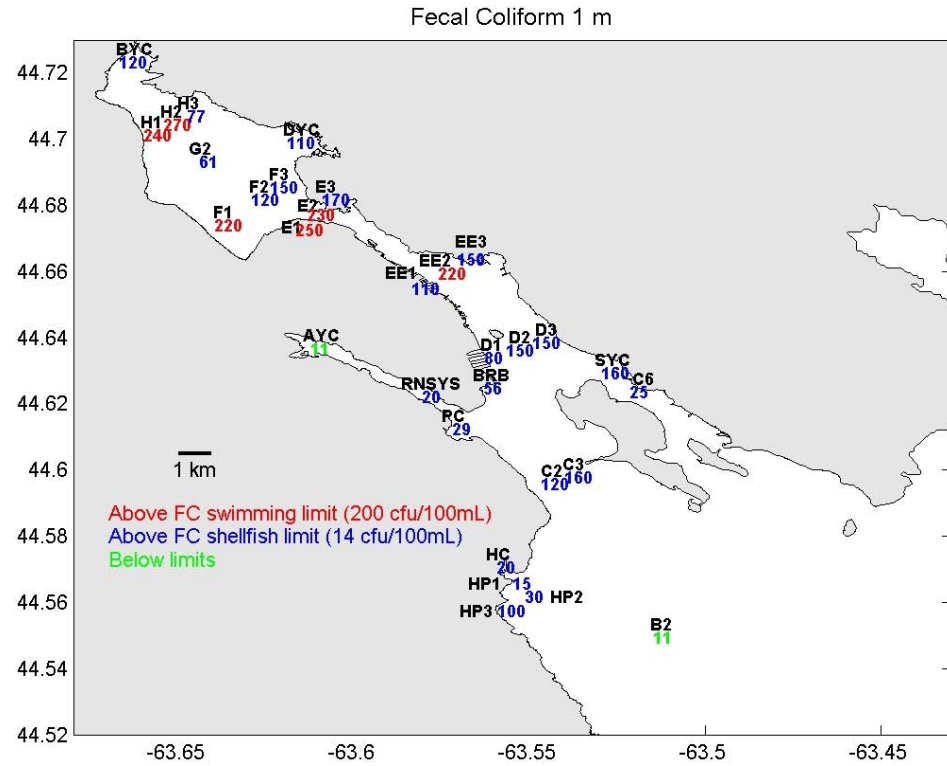 Fecal Coliform 1 m
44.72
44.7
44.68
44.66
44.64
44.62
44.6
44.58
44.56
44.54
44.52
BYC
120
H3
77
H2
270
H1
240
DYC
110
G2
61
F3
150
F2
120
E3
170
E2
230
F1
220
E1
250
EE3
150
EE2
220
EE1
110
AYC
11
D3
150
D2
150
D1
80
SYC
160
BRB
56
C6
25
RNSYS
20
PC
29
1 km
C3
160
C2
120
Above FC swimming limit (200 cfu/100mL)
Above FC shellfish limit (14 cfu/100mL)
Below limits
HC
20
HP1 15
30 HP2
HP3 100
B2
11
-63.65 -63.6 -63.55 -63.5 -63.45